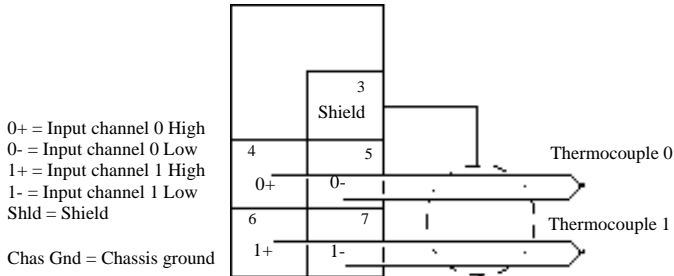 3
Shield
0+ = Input channel 0 High
0- = Input channel 0 Low
1+ = Input channel 1 High
1- = Input channel 1 Low
Shld = Shield
Chas Gnd = Chassis ground
4
5
0+
0-
Thermocouple 0
6
7
1+
1-
Thermocouple 1